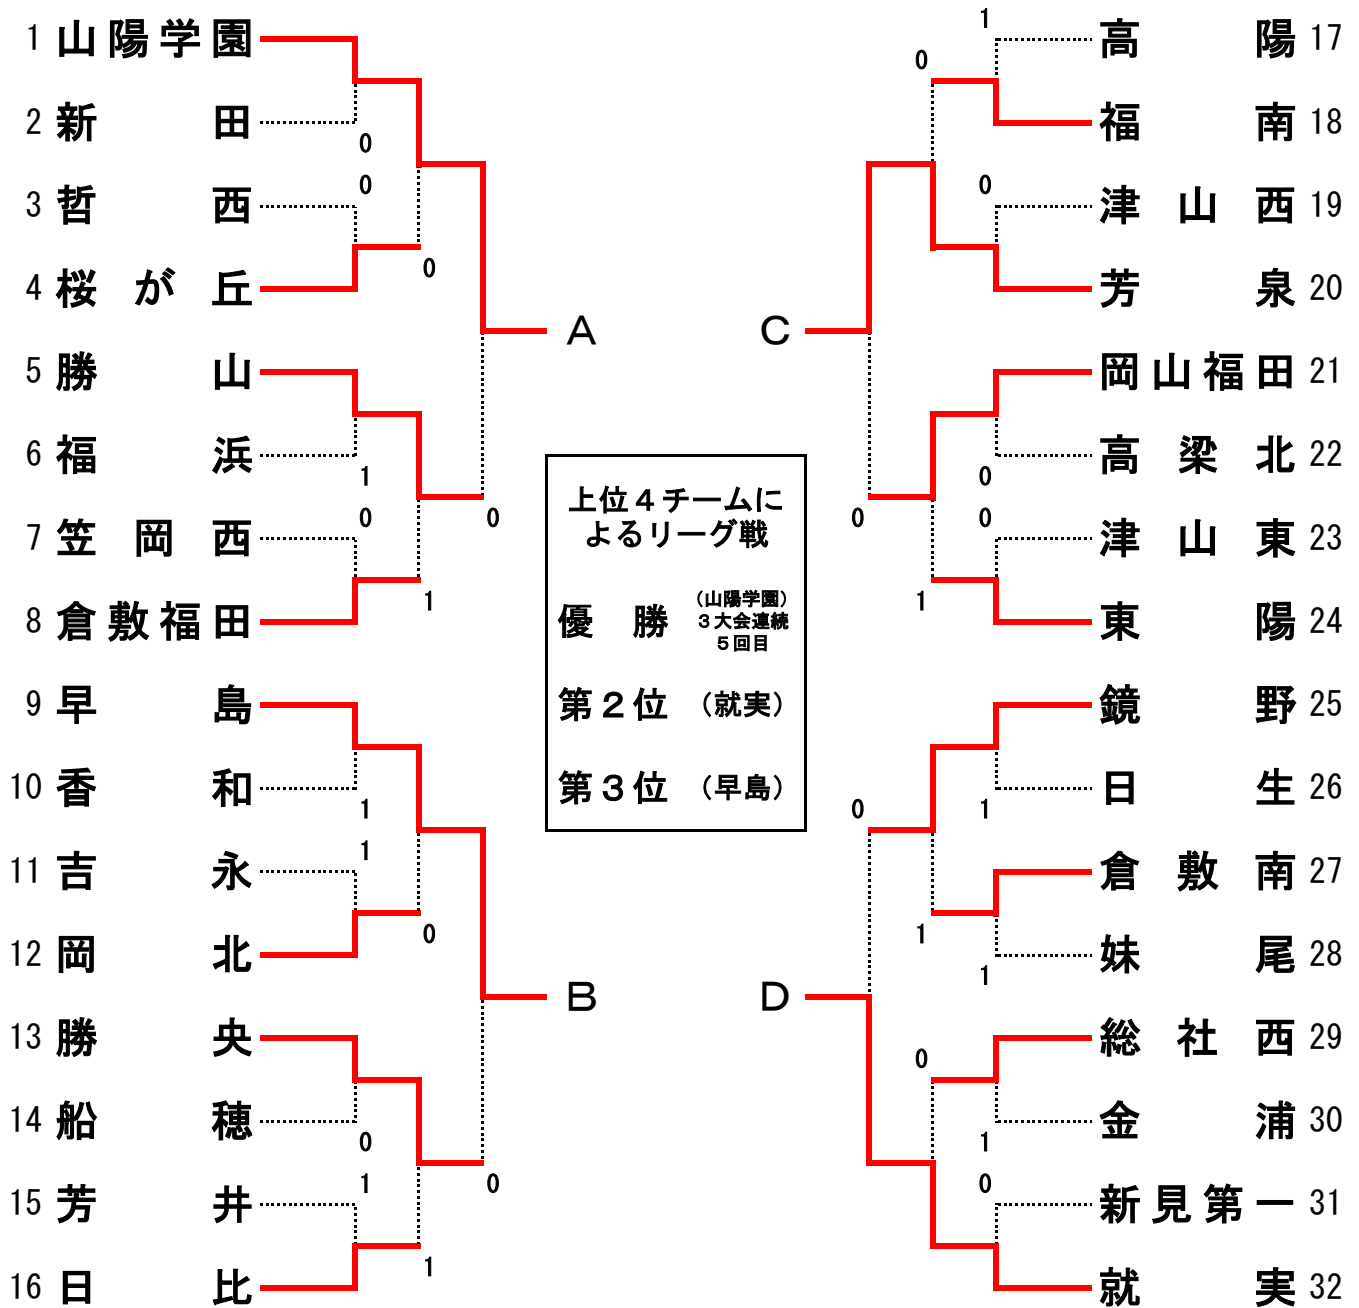 1 山陽学園
2 新田
0
0
3 哲西
0
4 桜が丘
A
5 勝山
6 福浜
1
0
0
7 笠岡西
1
8 倉敷福田
9 早島
10 香和
1
1
11 吉永
0
12 岡北
B
13 勝央
14 船穂
0
1
0
15 芳井
1
16 日比
上位4チームに
よるリーグ戦
優勝 (山陽学園)
3大会連続
5回目
第2位 (就実)
第3位 (早島)
1
高陽 17
0
福南 18
0
津山西 19
芳泉 20
C
岡山福田 21
高梁北 22
0
0
0
津山東 23
1
東陽 24
鏡野 25
日生 26
1
0
倉敷南 27
1
妹尾 28
1
D
総社西 29
0
金浦 30
1
0
新見第一 31
就実 32